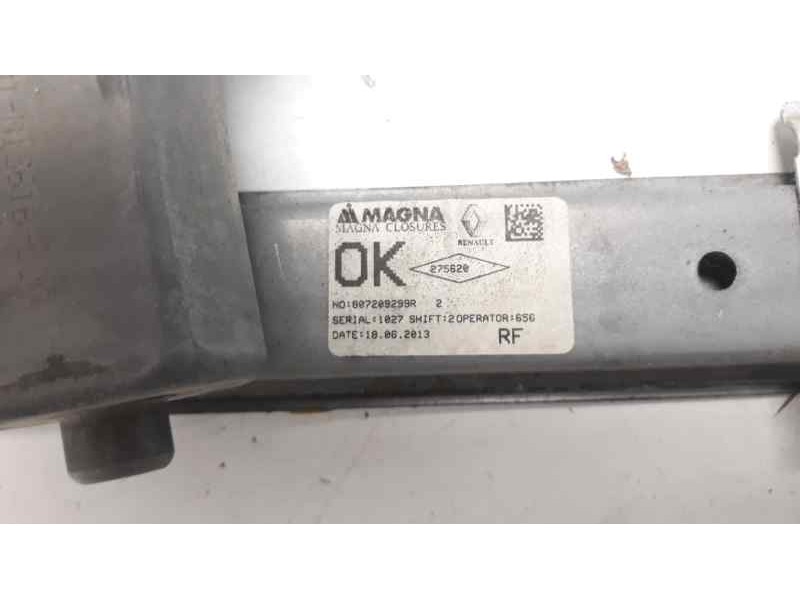 MAGNA
MAGNA CLOSURES
RENAULT
OK
275620
NO:807209299R 2
SERIAL:1027 SHIFT:2 OPERATOR:656
DATE:18.06.2013
RF